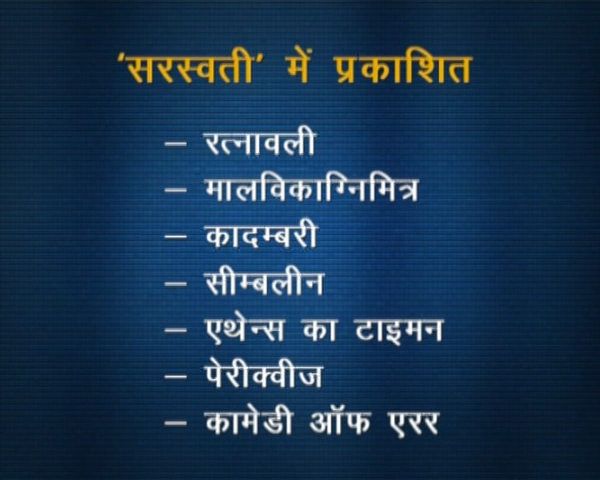 ‘सरस्वती’ में प्रकाशित
– रत्नावली
– मालविकाग्निमित्र
– कादम्बरी
– सीम्बलीन
– एथेन्स का टाइमन
– पेरीक्वीज
– कामेडी ऑफ एरर